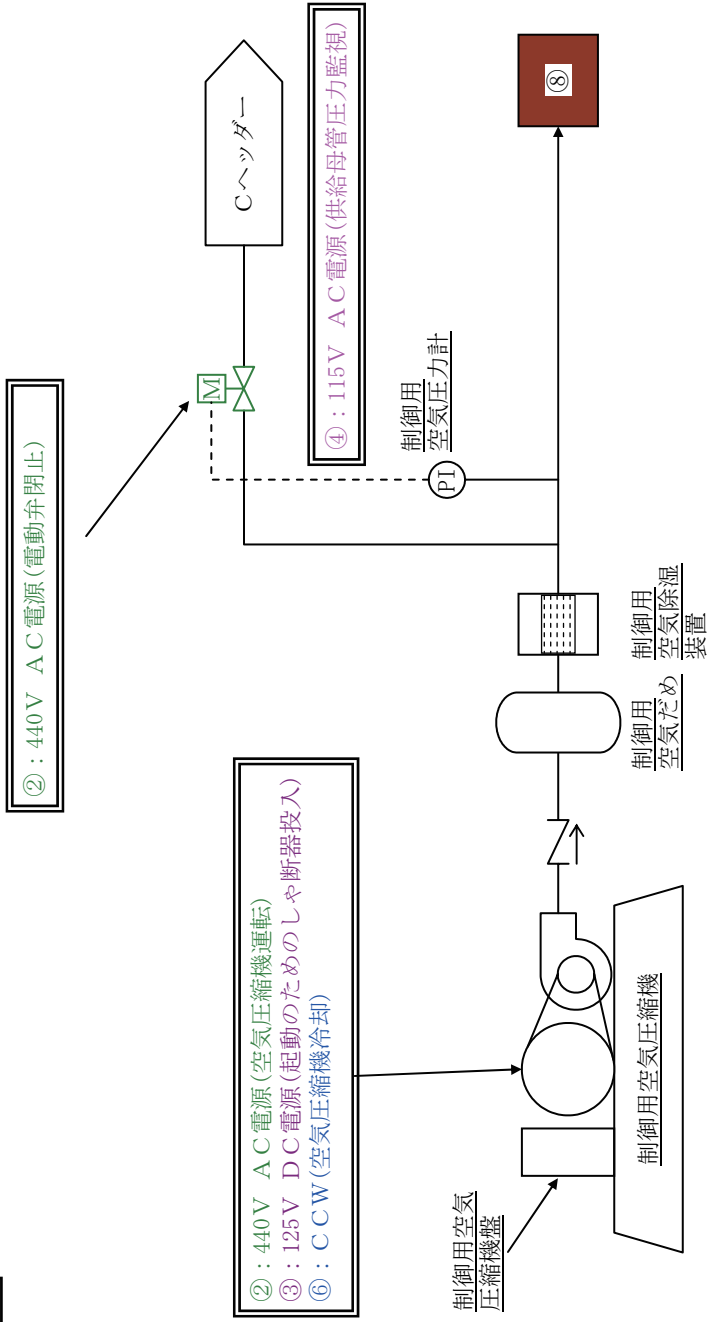 ②：440V AC電源(電動弁閉止)
Cヘッダー
M
④：115V AC電源(供給母管圧力監視)
②：440V AC電源(空気圧縮機運転)
③：125V DC電源(起動のためのしゃ断器投入)
⑥：CCW(空気圧縮機冷却)
制御用
空気圧力計
PI
⑧
制御用空気
圧縮機盤
制御用空気圧縮機
制御用
空気だめ
制御用
空気除湿
装置